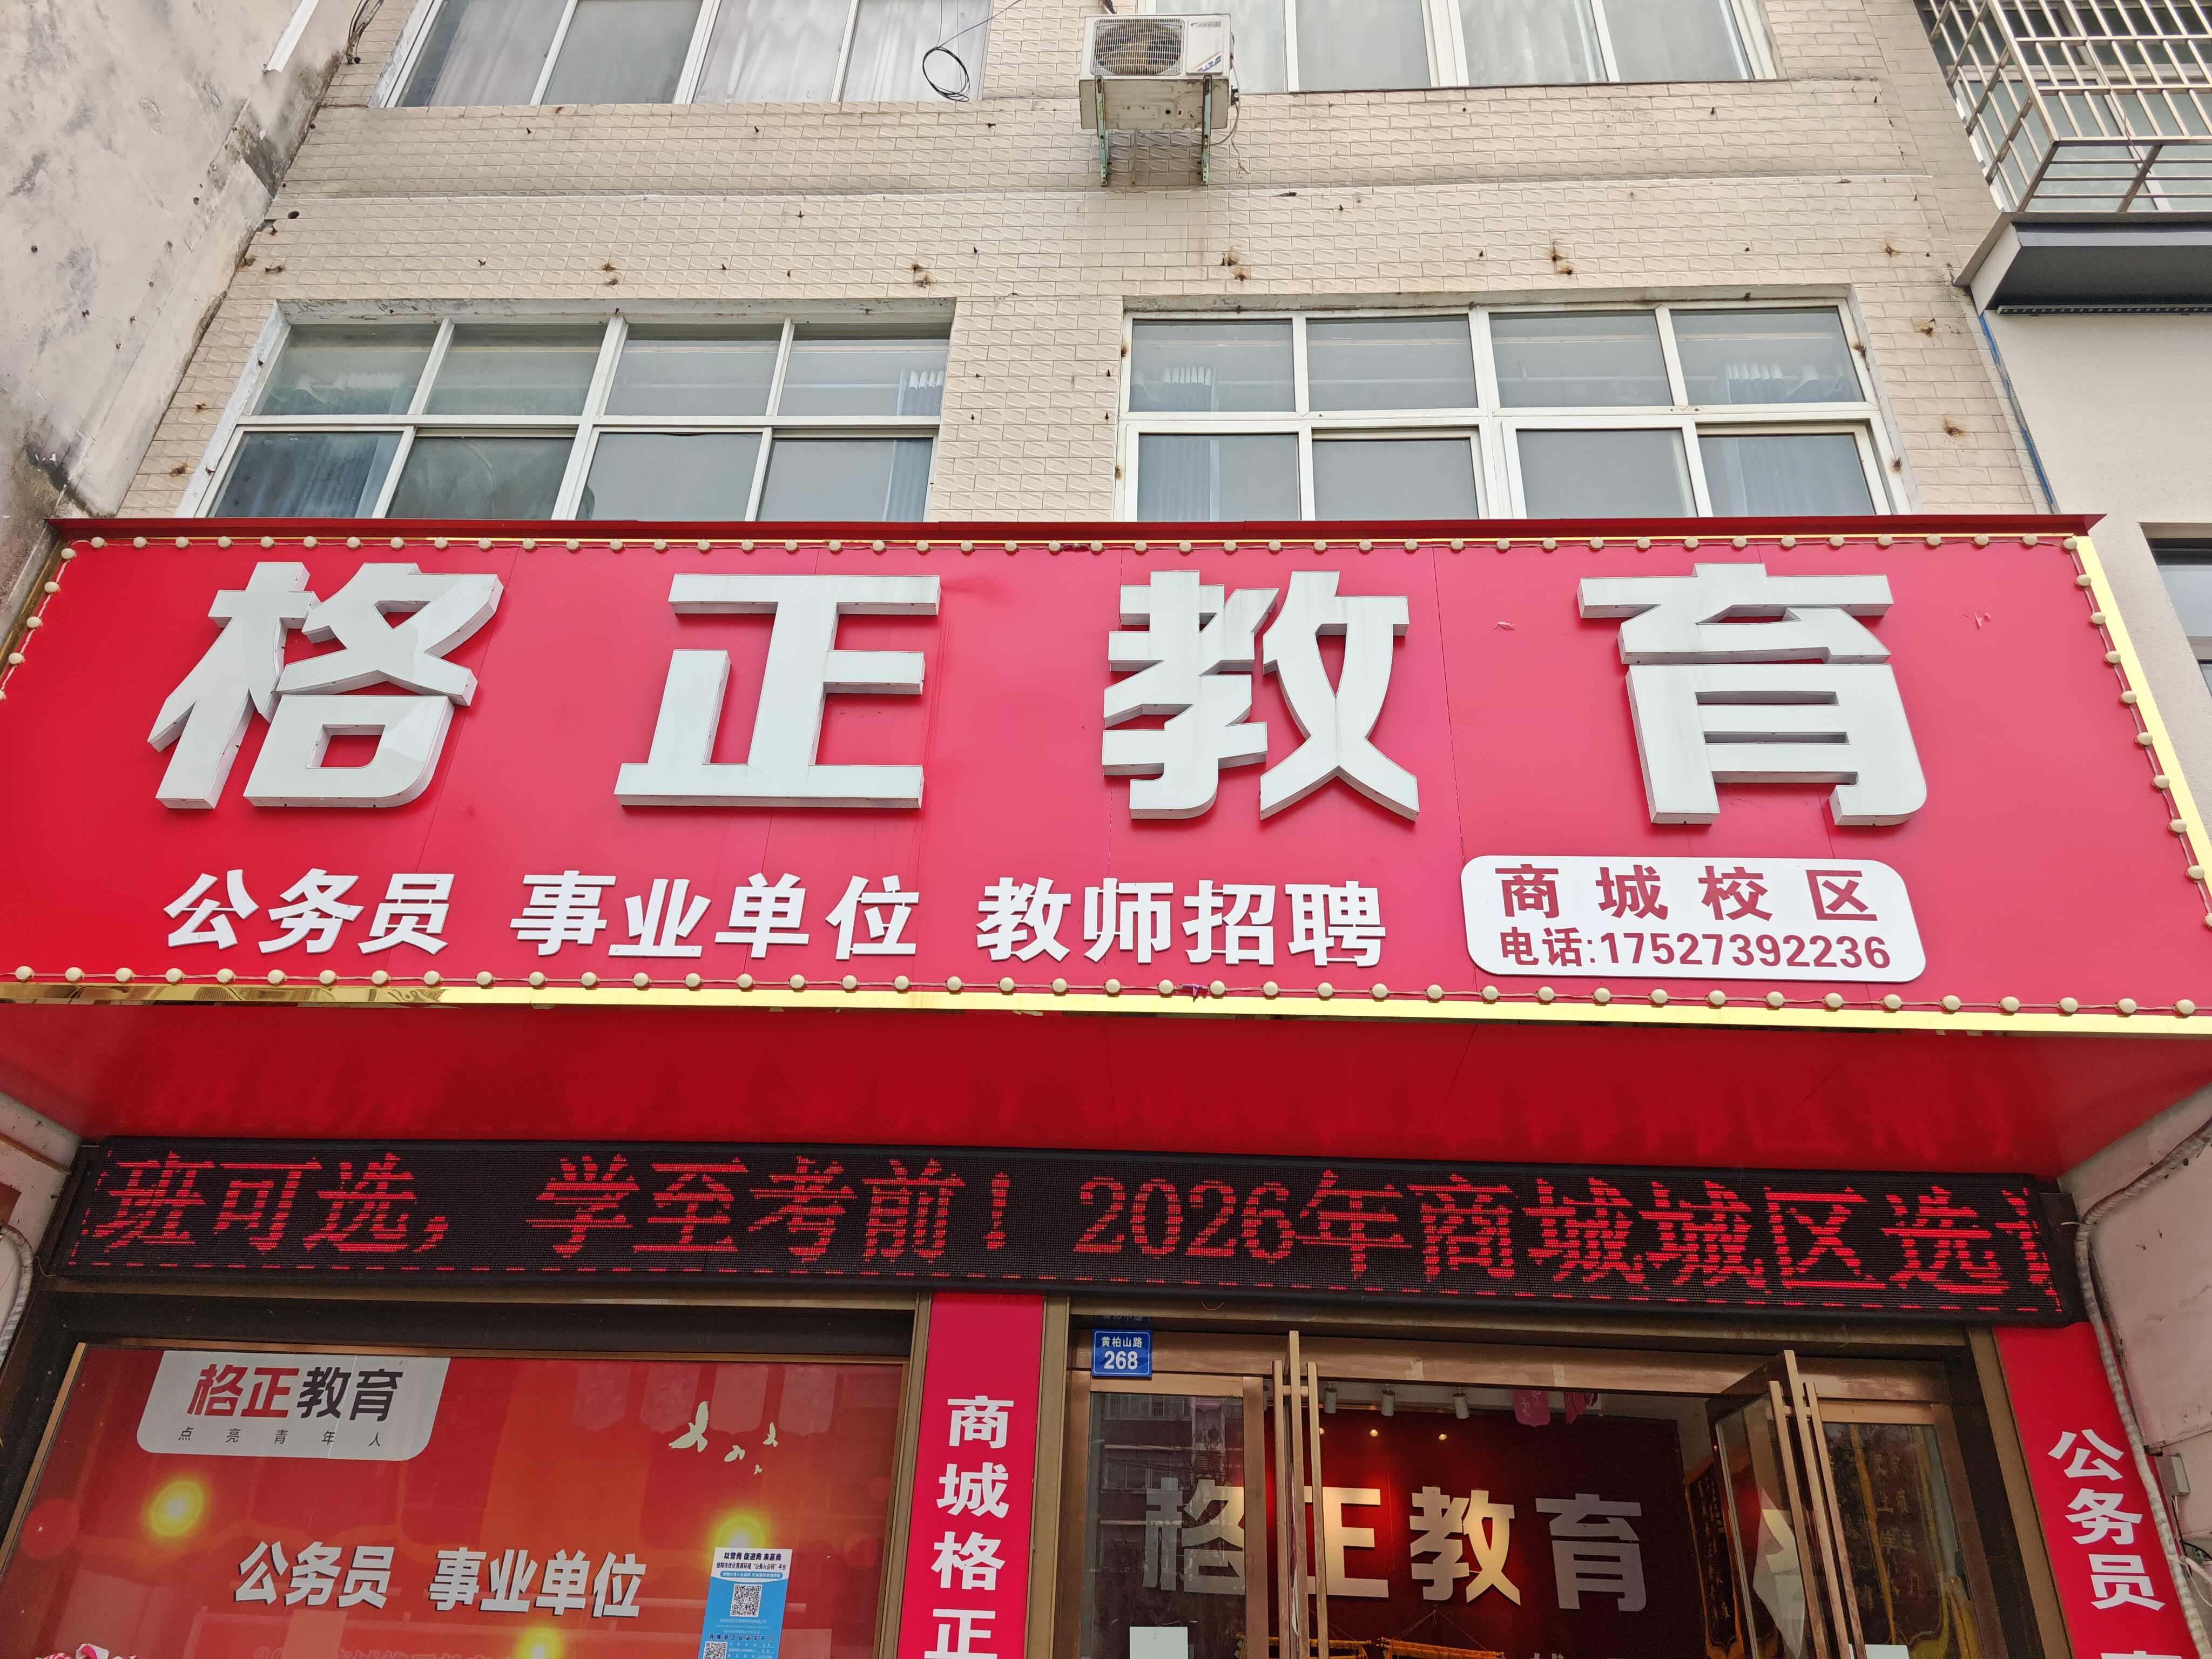 格正教育
公务员 事业单位 教师招聘
商城校区
电话:17527392236
班可选，学至考前！2026年商城城区选
黄柏山路
268
格正教育
点亮青年人
公务员 事业单位
商城格正
格正教育
公务员